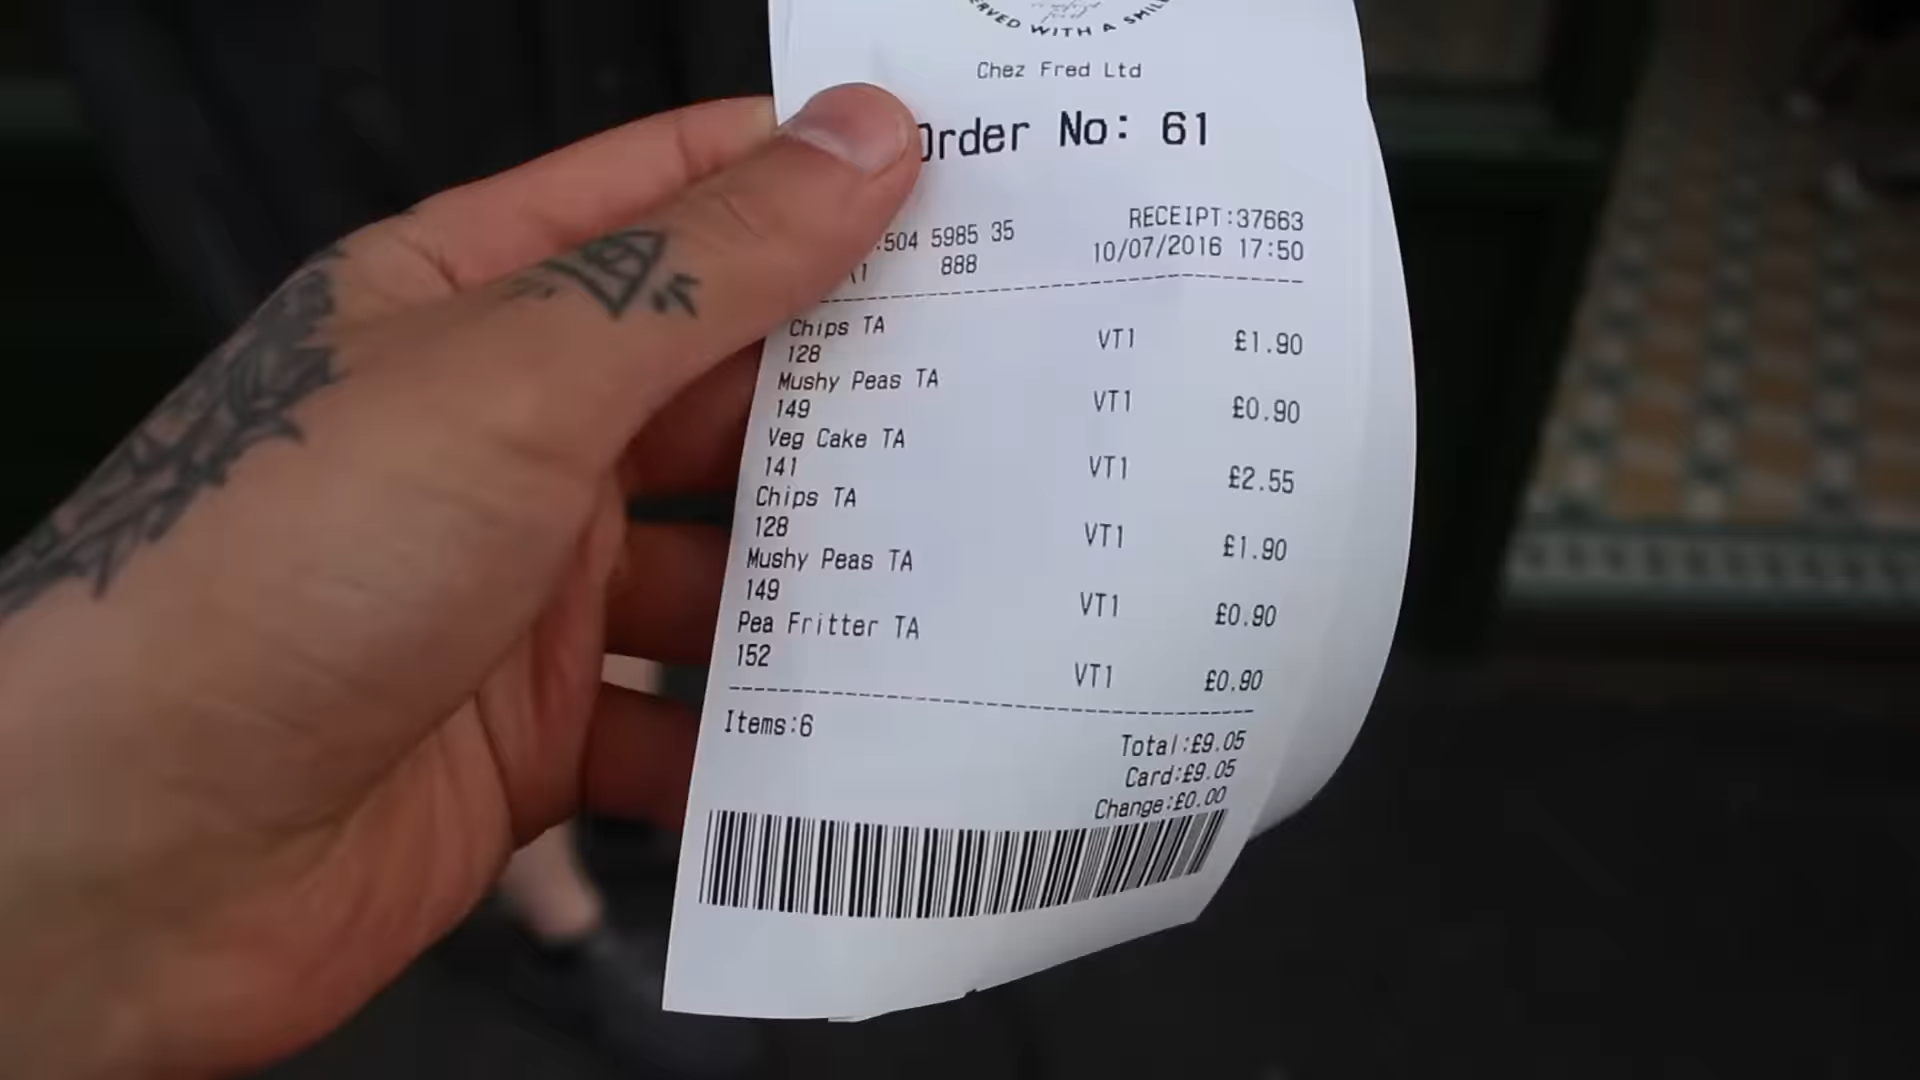 SERVED WITH A SMILE
Chez Fred Ltd
Order No: 61
RECEIPT:37663
504 5985 35
10/07/2016 17:50
888
Chips TA
128
VT1 £1.90
Mushy Peas TA
149
VT1 £0.90
Veg Cake TA
141
VT1 £2.55
Chips TA
128
VT1 £1.90
Mushy Peas TA
149
VT1 £0.90
Pea Fritter TA
152
VT1 £0.90
Items:6
Total:£9.05
Card:£9.05
Change:£0.00